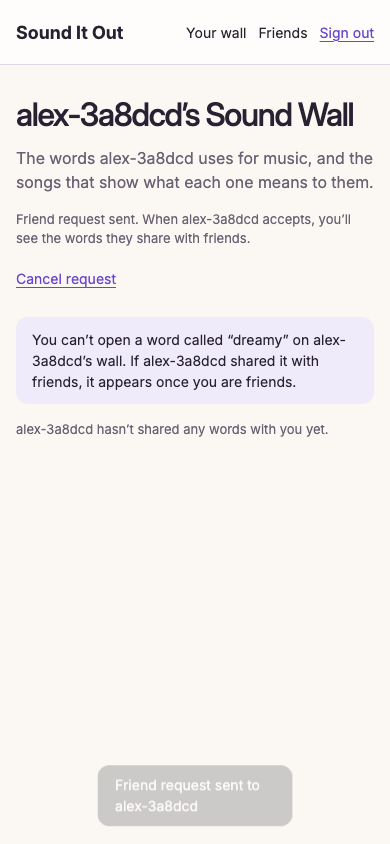 Sound It Out
Your wall
Friends
Sign out
alex-3a8dcd’s Sound Wall
The words alex-3a8dcd uses for music, and the
songs that show what each one means to them.
Friend request sent. When alex-3a8dcd accepts, you’ll
see the words they share with friends.
Cancel request
You can’t open a word called “dreamy” on alex-
3a8dcd’s wall. If alex-3a8dcd shared it with
friends, it appears once you are friends.
alex-3a8dcd hasn’t shared any words with you yet.
Friend request sent to
alex-3a8dcd